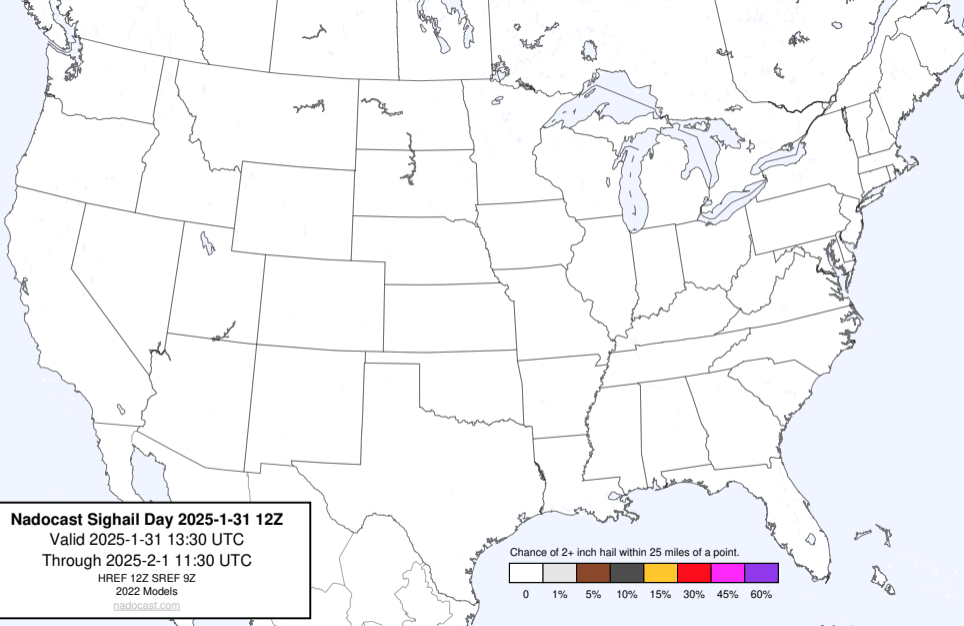 Nadocast Sighail Day 2025-1-31 12Z
Valid 2025-1-31 13:30 UTC
Through 2025-2-1 11:30 UTC
HREF 12Z SREF 9Z
2022 Models
nadocast.com
Chance of 2+ inch hail within 25 miles of a point.
0 1% 5% 10% 15% 30% 45% 60%